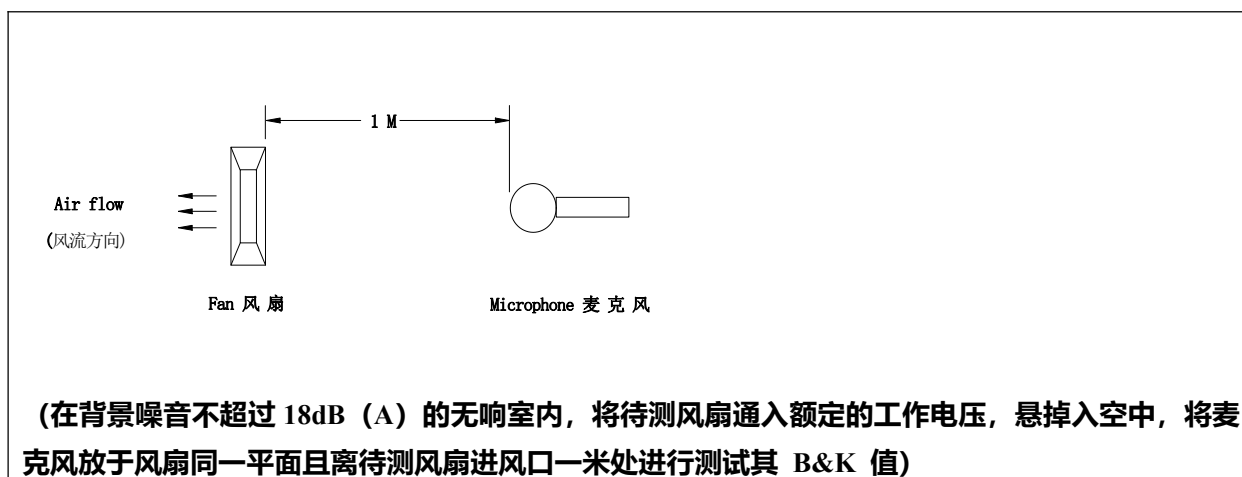 1 M
Air flow
(风流方向)
Fan 风 扇
Microphone 麦 克 风
（在背景噪音不超过 18dB（A）的无响室内，将待测风扇通入额定的工作电压，悬掉入空中，将麦
克风放于风扇同一平面且离待测风扇进风口一米处进行测试其 B&K 值）